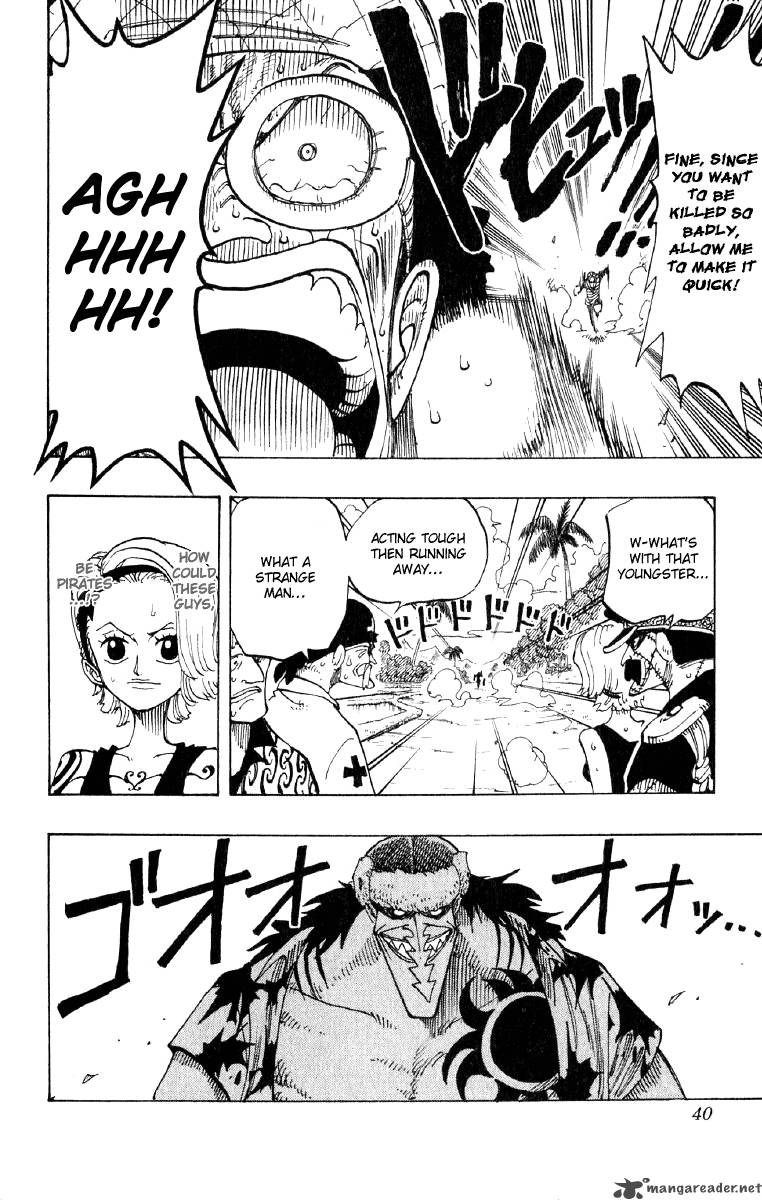 FINE, SINCE
YOU WANT
TO BE
KILLED SO
BADLY,
ALLOW ME
TO MAKE IT
QUICK!
ドヒュッ!!
AGH
HHH
HH!
W-WHAT'S
WITH THAT
YOUNGSTER...
ACTING TOUGH
THEN RUNNING
AWAY...
WHAT A
STRANGE
MAN...
ドドドドドド
HOW
COULD
THESE
GUYS,
BE
PIRATES
...!?
ゴオオオオッ...
40
mangareader.net